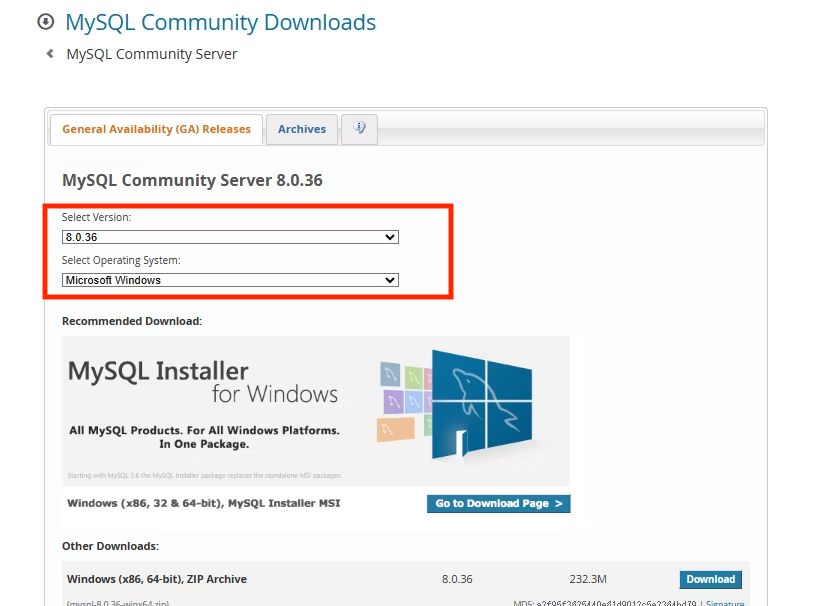 MySQL Community Downloads
MySQL Community Server
General Availability (GA) Releases
Archives
MySQL Community Server 8.0.36
Select Version:
8.0.36
Select Operating System:
Microsoft Windows
Recommended Download:
MySQL Installer
for Windows
All MySQL Products. For All Windows Platforms.
In One Package.
Starting with MySQL 5.6 the MySQL Installer package replaces the standalone MSI packages.
Windows (x86, 32 & 64-bit), MySQL Installer MSI
Go to Download Page >
Other Downloads:
Windows (x86, 64-bit), ZIP Archive 8.0.36 232.3M Download
(mysql-8.0.36-winx64.zip) MD5: | Signature